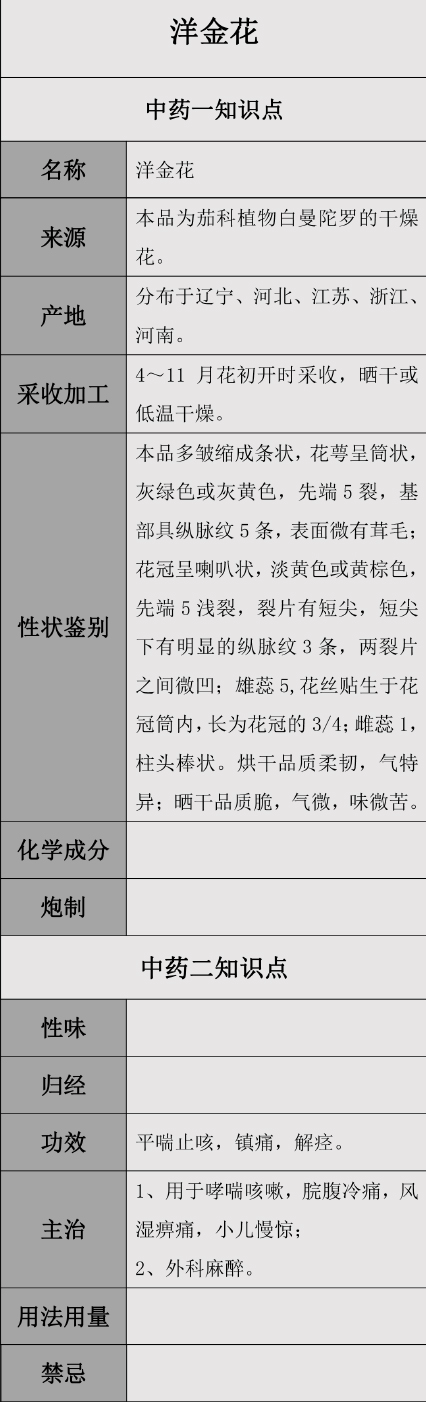 洋金花
中药一知识点
名称
洋金花
来源
本品为茄科植物白曼陀罗的干燥
花。
产地
分布于辽宁、河北、江苏、浙江、
河南。
采收加工
4～11 月花初开时采收，晒干或
低温干燥。
性状鉴别
本品多皱缩成条状，花萼呈筒状，
灰绿色或灰黄色，先端 5 裂，基
部具纵脉纹 5 条，表面微有茸毛；
花冠呈喇叭状，淡黄色或黄棕色，
先端 5 浅裂，裂片有短尖，短尖
下有明显的纵脉纹 3 条，两裂片
之间微凹；雄蕊 5,花丝贴生于花
冠筒内，长为花冠的 3/4；雌蕊 1，
柱头棒状。烘干品质柔韧，气特
异；晒干品质脆，气微，味微苦。
化学成分
炮制
中药二知识点
性味
归经
功效
平喘止咳，镇痛，解痉。
主治
1、用于哮喘咳嗽，脘腹冷痛，风
湿痹痛，小儿慢惊；
2、外科麻醉。
用法用量
禁忌